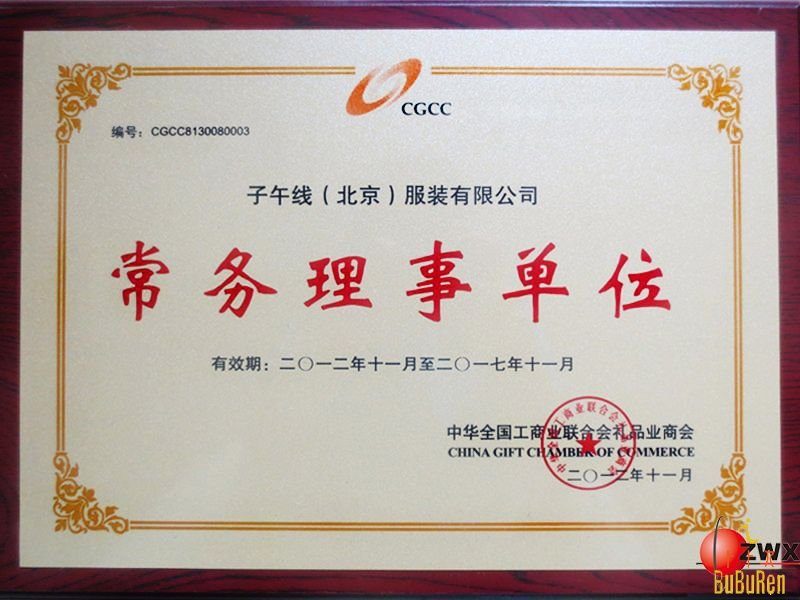 CGCC
编号：CGCC8130080003
子午线（北京）服装有限公司
常务理事单位
有效期：二〇一二年十一月至二〇一七年十一月
中华全国工商业联合会礼品业商会
CHINA GIFT CHAMBER OF COMMERCE
二〇一二年十一月
ZWX
BuBuRen